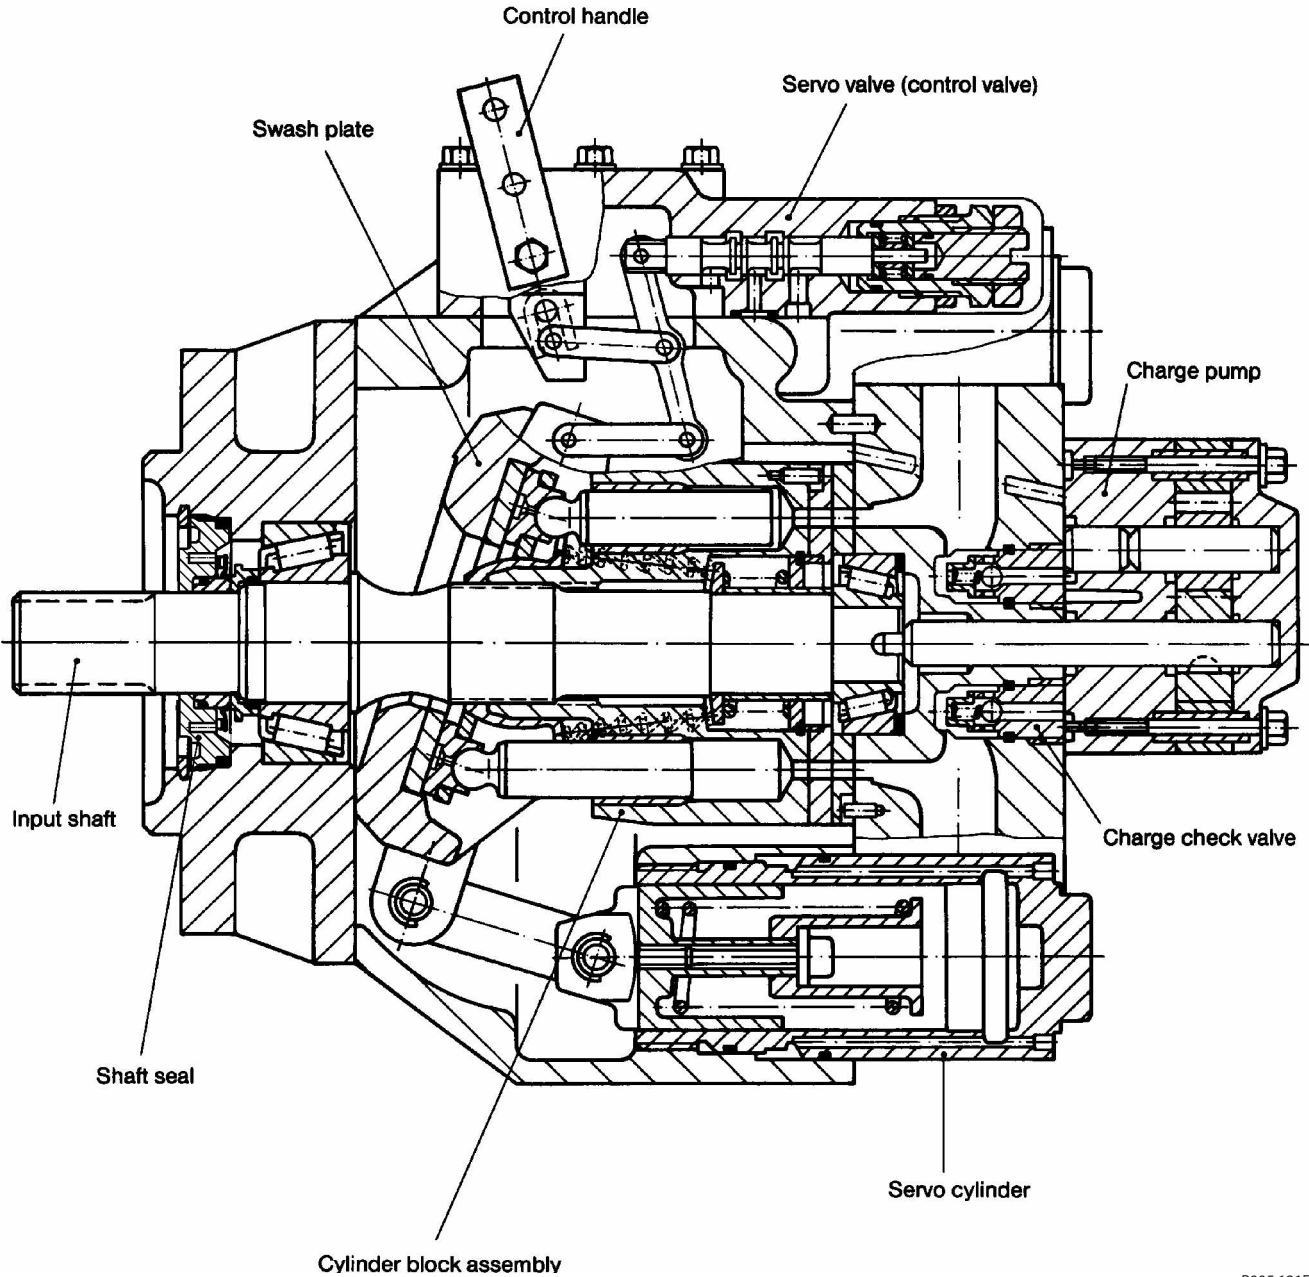 Control handle
Servo valve (control valve)
Swash plate
Charge pump
Input shaft
Charge check valve
Shaft seal
Servo cylinder
Cylinder block assembly